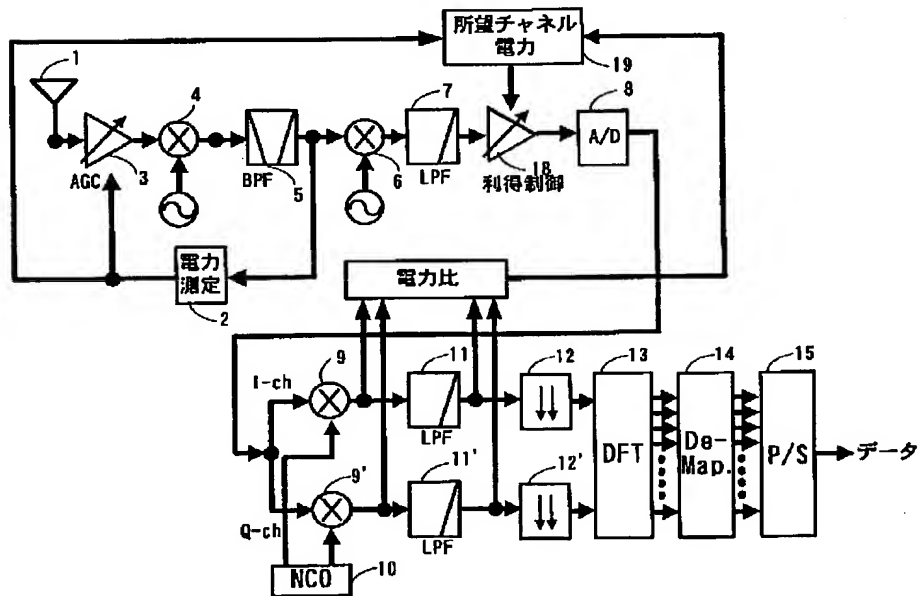 所望チャネル
電力
19
1
4
7
8
A/D
AGC
3
BPF
5
6
LPF
18
利得制御
電力
測定
2
電力比
9
11
12
13
14
15
I-ch
LPF
DFT
De-
Map.
P/S
データ
9'
11'
12'
Q-ch
LPF
NCO
10